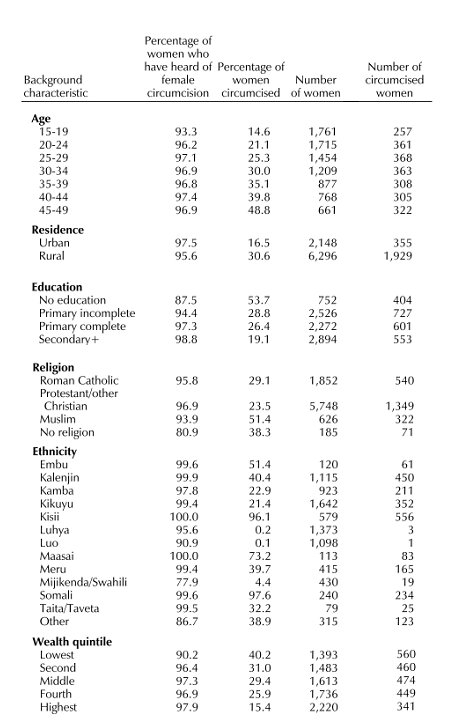 Percentage of
women who
have heard of Percentage of Number of
Background female women Number circumcised
characteristic circumcision circumcised of women women
Age
15-19 93.3 14.6 1,761 257
20-24 96.2 21.1 1,715 361
25-29 97.1 25.3 1,454 368
30-34 96.9 30.0 1,209 363
35-39 96.8 35.1 877 308
40-44 97.4 39.8 768 305
45-49 96.9 48.8 661 322
Residence
Urban 97.5 16.5 2,148 355
Rural 95.6 30.6 6,296 1,929
Education
No education 87.5 53.7 752 404
Primary incomplete 94.4 28.8 2,526 727
Primary complete 97.3 26.4 2,272 601
Secondary+ 98.8 19.1 2,894 553
Religion
Roman Catholic 95.8 29.1 1,852 540
Protestant/other
Christian 96.9 23.5 5,748 1,349
Muslim 93.9 51.4 626 322
No religion 80.9 38.3 185 71
Ethnicity
Embu 99.6 51.4 120 61
Kalenjin 99.9 40.4 1,115 450
Kamba 97.8 22.9 923 211
Kikuyu 99.4 21.4 1,642 352
Kisii 100.0 96.1 579 556
Luhya 95.6 0.2 1,373 3
Luo 90.9 0.1 1,098 1
Maasai 100.0 73.2 113 83
Meru 99.4 39.7 415 165
Mijikenda/Swahili 77.9 4.4 430 19
Somali 99.6 97.6 240 234
Taita/Taveta 99.5 32.2 79 25
Other 86.7 38.9 315 123
Wealth quintile
Lowest 90.2 40.2 1,393 560
Second 96.4 31.0 1,483 460
Middle 97.3 29.4 1,613 474
Fourth 96.9 25.9 1,736 449
Highest 97.9 15.4 2,220 341